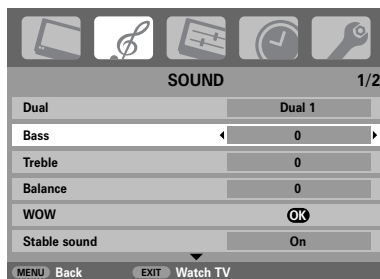 SOUND 1/2
Dual Dual 1
Bass 0
Treble 0
Balance 0
WOW OK
Stable sound On
MENU Back EXIT Watch TV